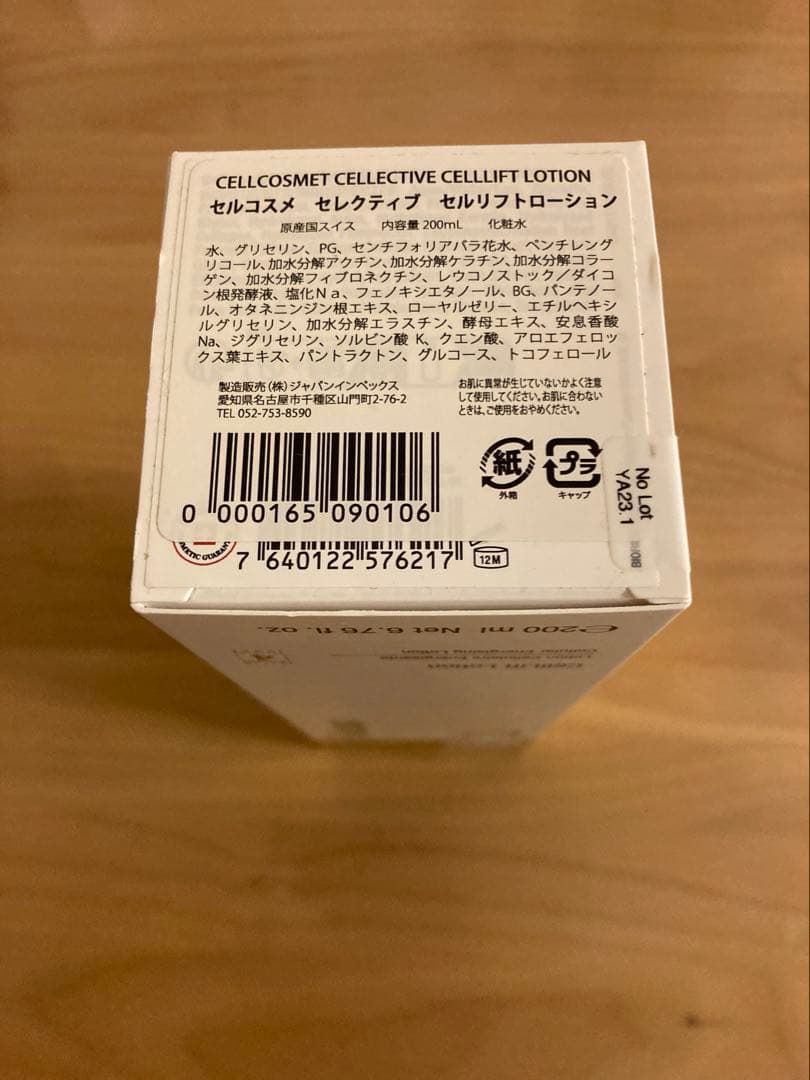 CELLCOSMET CELLECTIVE CELLLIFT LOTION
セルコスメ セレクティブ セルリフトローション
原産国スイス 内容量 200mL 化粧水
水、グリセリン、PG、センチフォリアバラ花水、ペンチレング
リコール、加水分解アクチン、加水分解ケラチン、加水分解コラー
ゲン、加水分解フィブロネクチン、レウコノストック／ダイコ
ン根発酵液、塩化Ｎａ、フェノキシエタノール、BG、パンテノ
ール、オタネニンジン根エキス、ローヤルゼリー、エチルヘキシ
ルグリセリン、加水分解エラスチン、酵母エキス、安息香酸
Na、ジグリセリン、ソルビン酸 K、クエン酸、アロエフェロッ
クス葉エキス、パントラクトン、グルコース、トコフェロール
製造販売（株）ジャパンインペックス
愛知県名古屋市千種区山門町2-76-2
TEL 052-753-8590
お肌に異常が生じていないかよく注意
して使用してください。お肌に合わない
ときは、ご使用をおやめください。
紙
外箱
プラ
キャップ
0 000165 090106
No Lot
YA23.1
7 640122 576217
12M
e200 ml Net 6.76 fl. oz.
Cellular Energising Lotion
CellLift Lotion